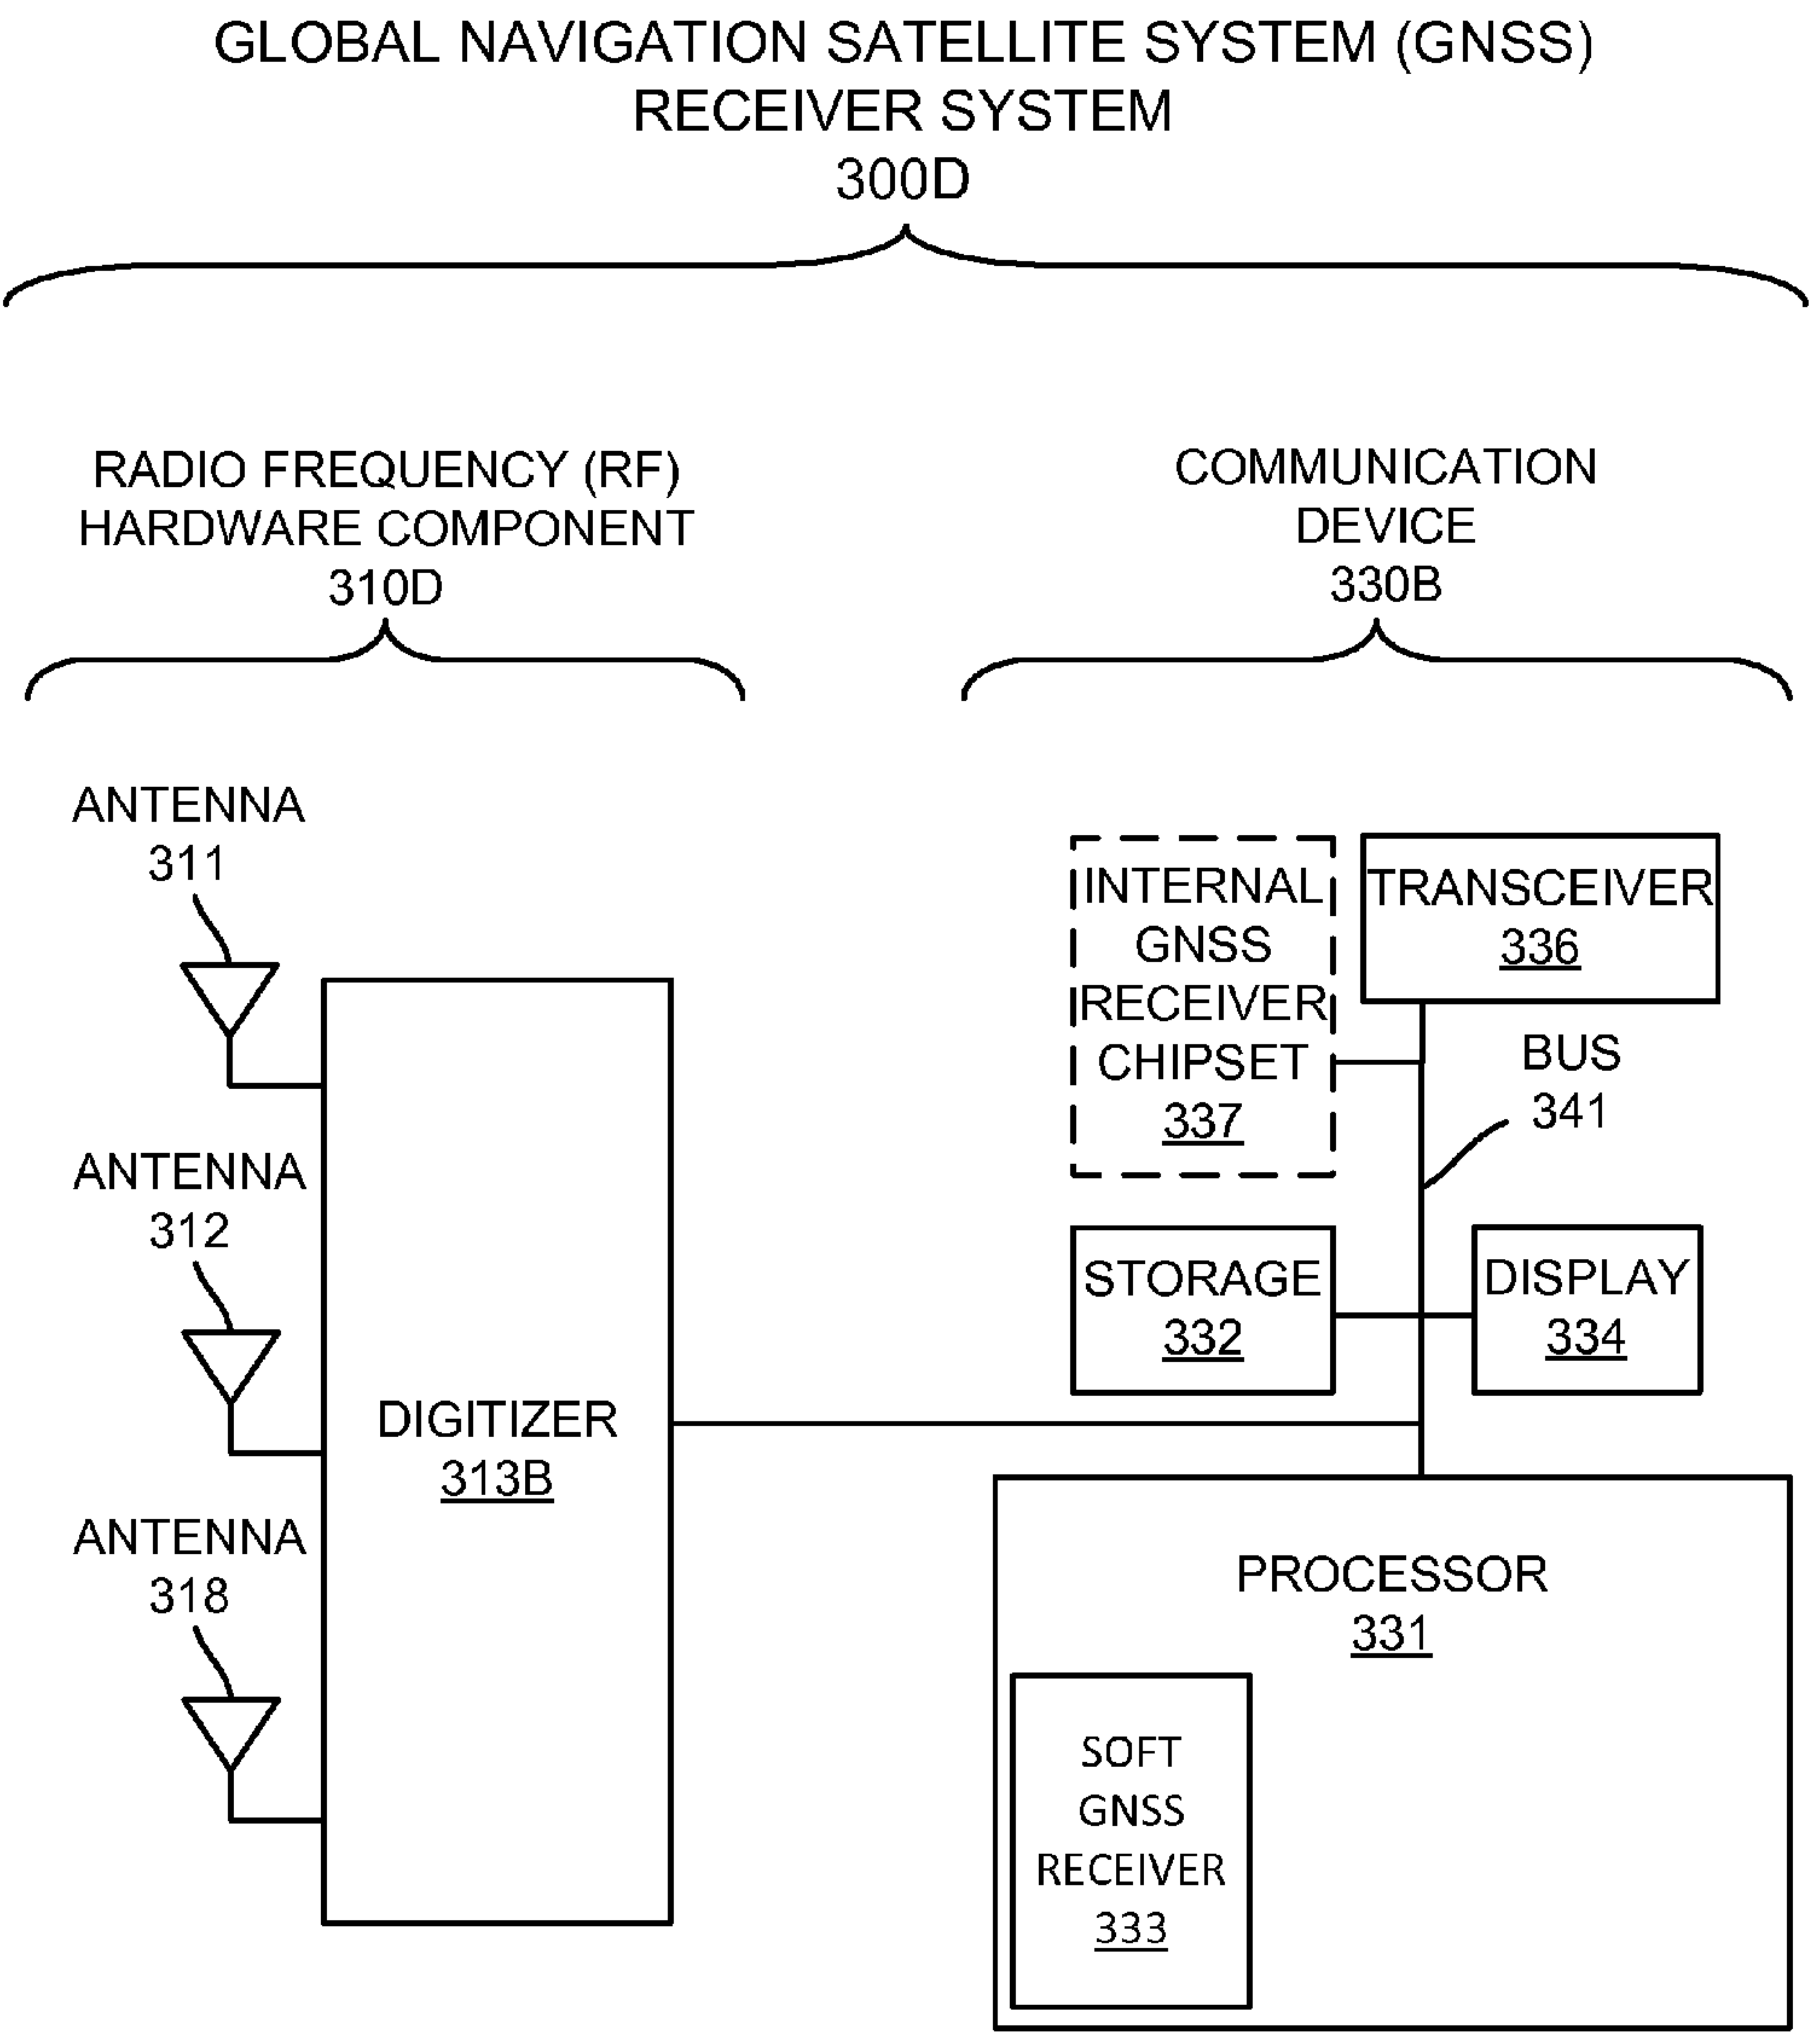 GLOBAL NAVIGATION SATELLITE SYSTEM (GNSS)
RECEIVER SYSTEM
300D
RADIO FREQUENCY (RF)
HARDWARE COMPONENT
310D
COMMUNICATION
DEVICE
330B
ANTENNA
311
ANTENNA
312
ANTENNA
318
DIGITIZER
313B
INTERNAL
GNSS
RECEIVER
CHIPSET
337
TRANSCEIVER
336
BUS
341
STORAGE
332
DISPLAY
334
PROCESSOR
331
SOFT
GNSS
RECEIVER
333